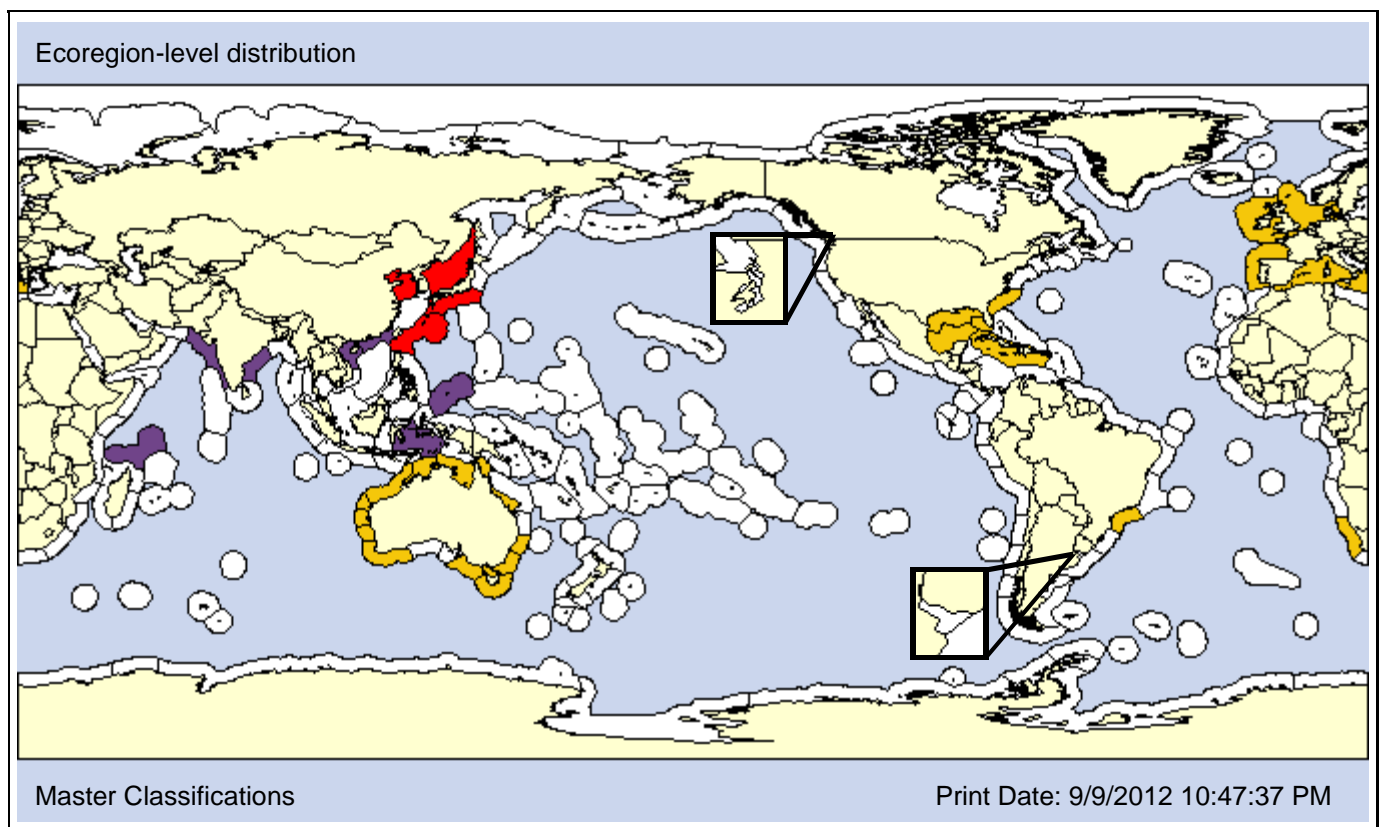 Ecoregion-level distribution
Master Classifications
Print Date: 9/9/2012 10:47:37 PM